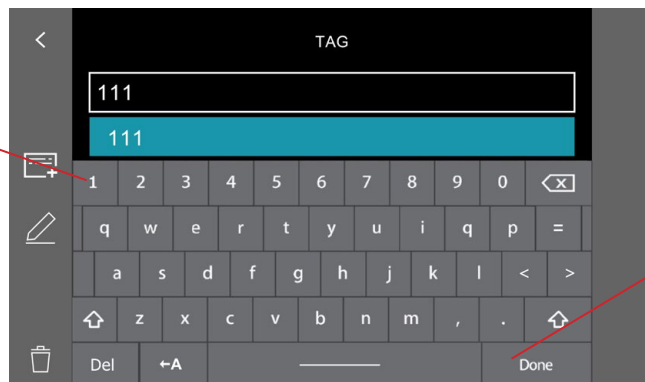 TAG
111
111
1 2 3 4 5 6 7 8 9 0
q w e r t y u i q p =
a s d f g h j k l < >
z x c v b n m , .
Del ←A Done